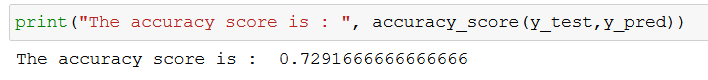 print("The accuracy score is : ", accuracy_score(y_test,y_pred))
The accuracy score is :  0.7291666666666666